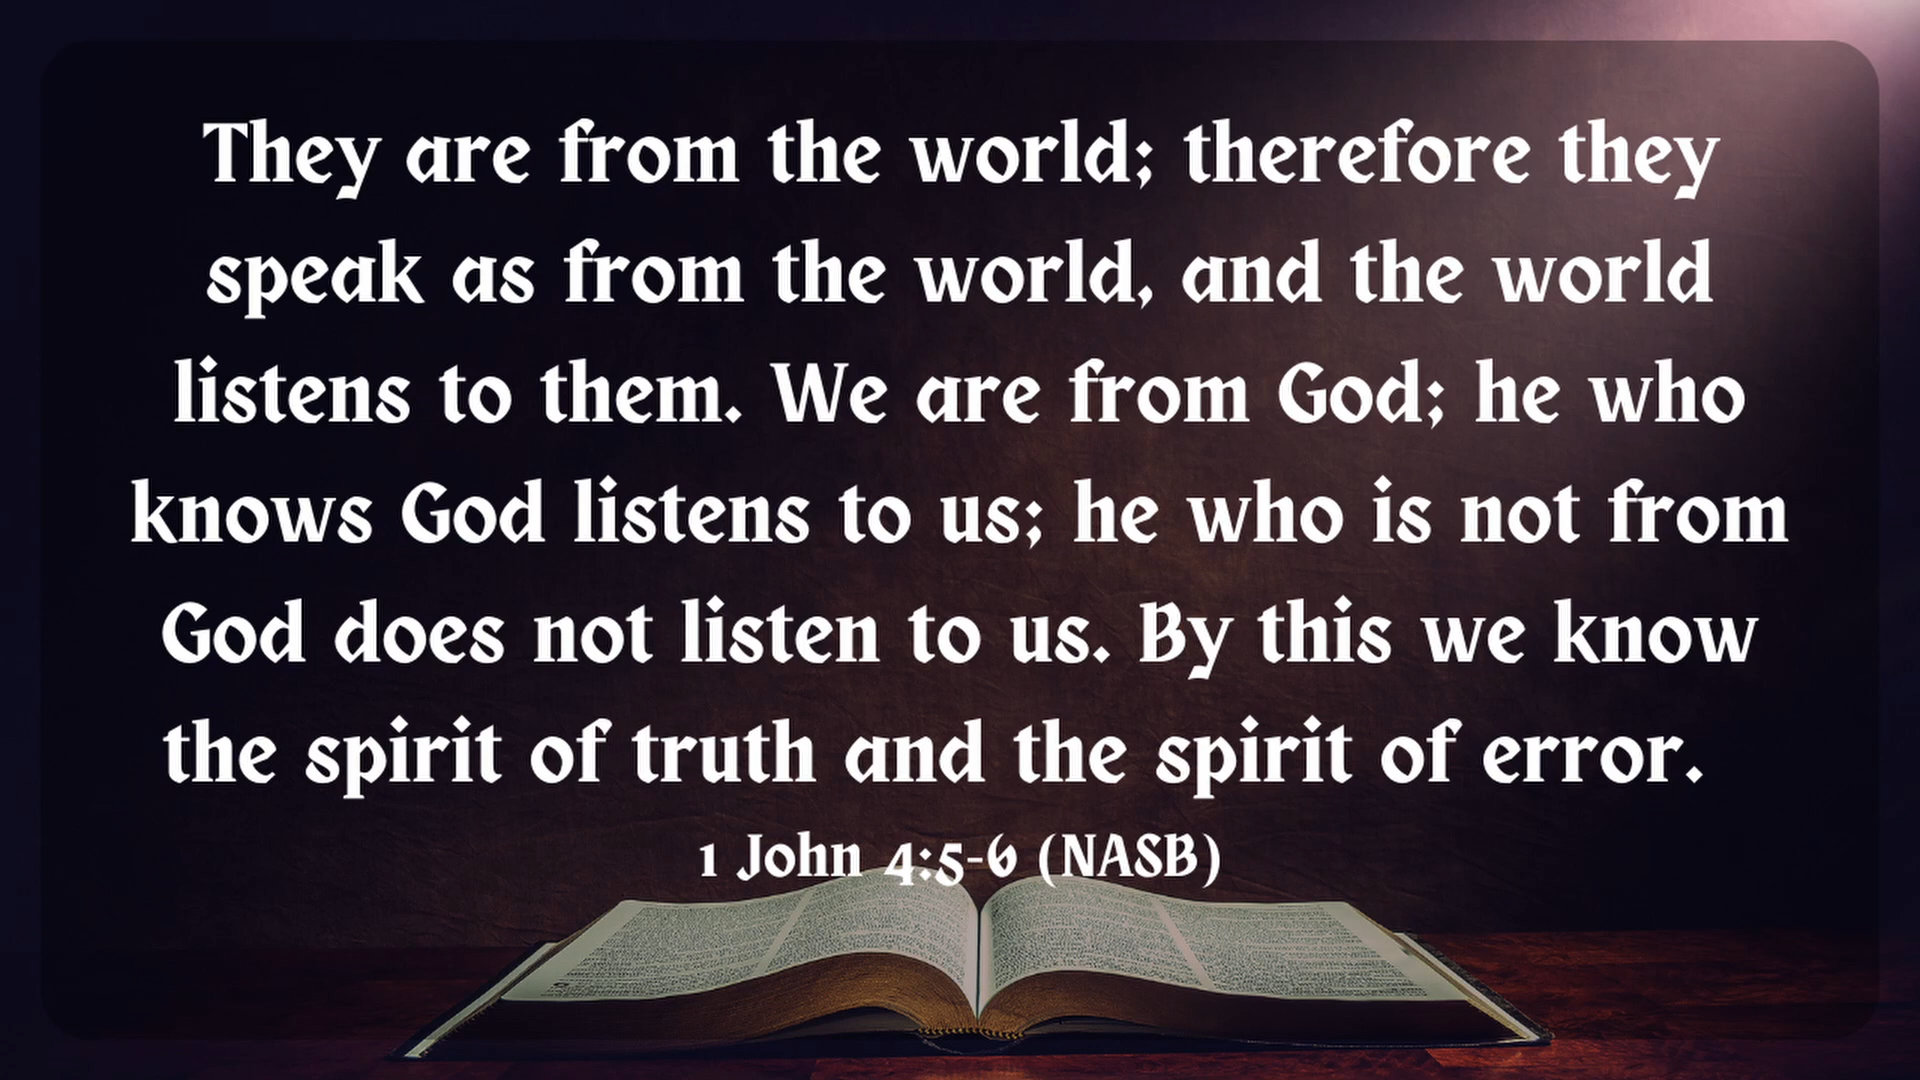 They are from the world; therefore they
speak as from the world, and the world
listens to them. We are from God; he who
knows God listens to us; he who is not from
God does not listen to us. By this we know
the spirit of truth and the spirit of error.
1 John 4:5-6 (NASB)